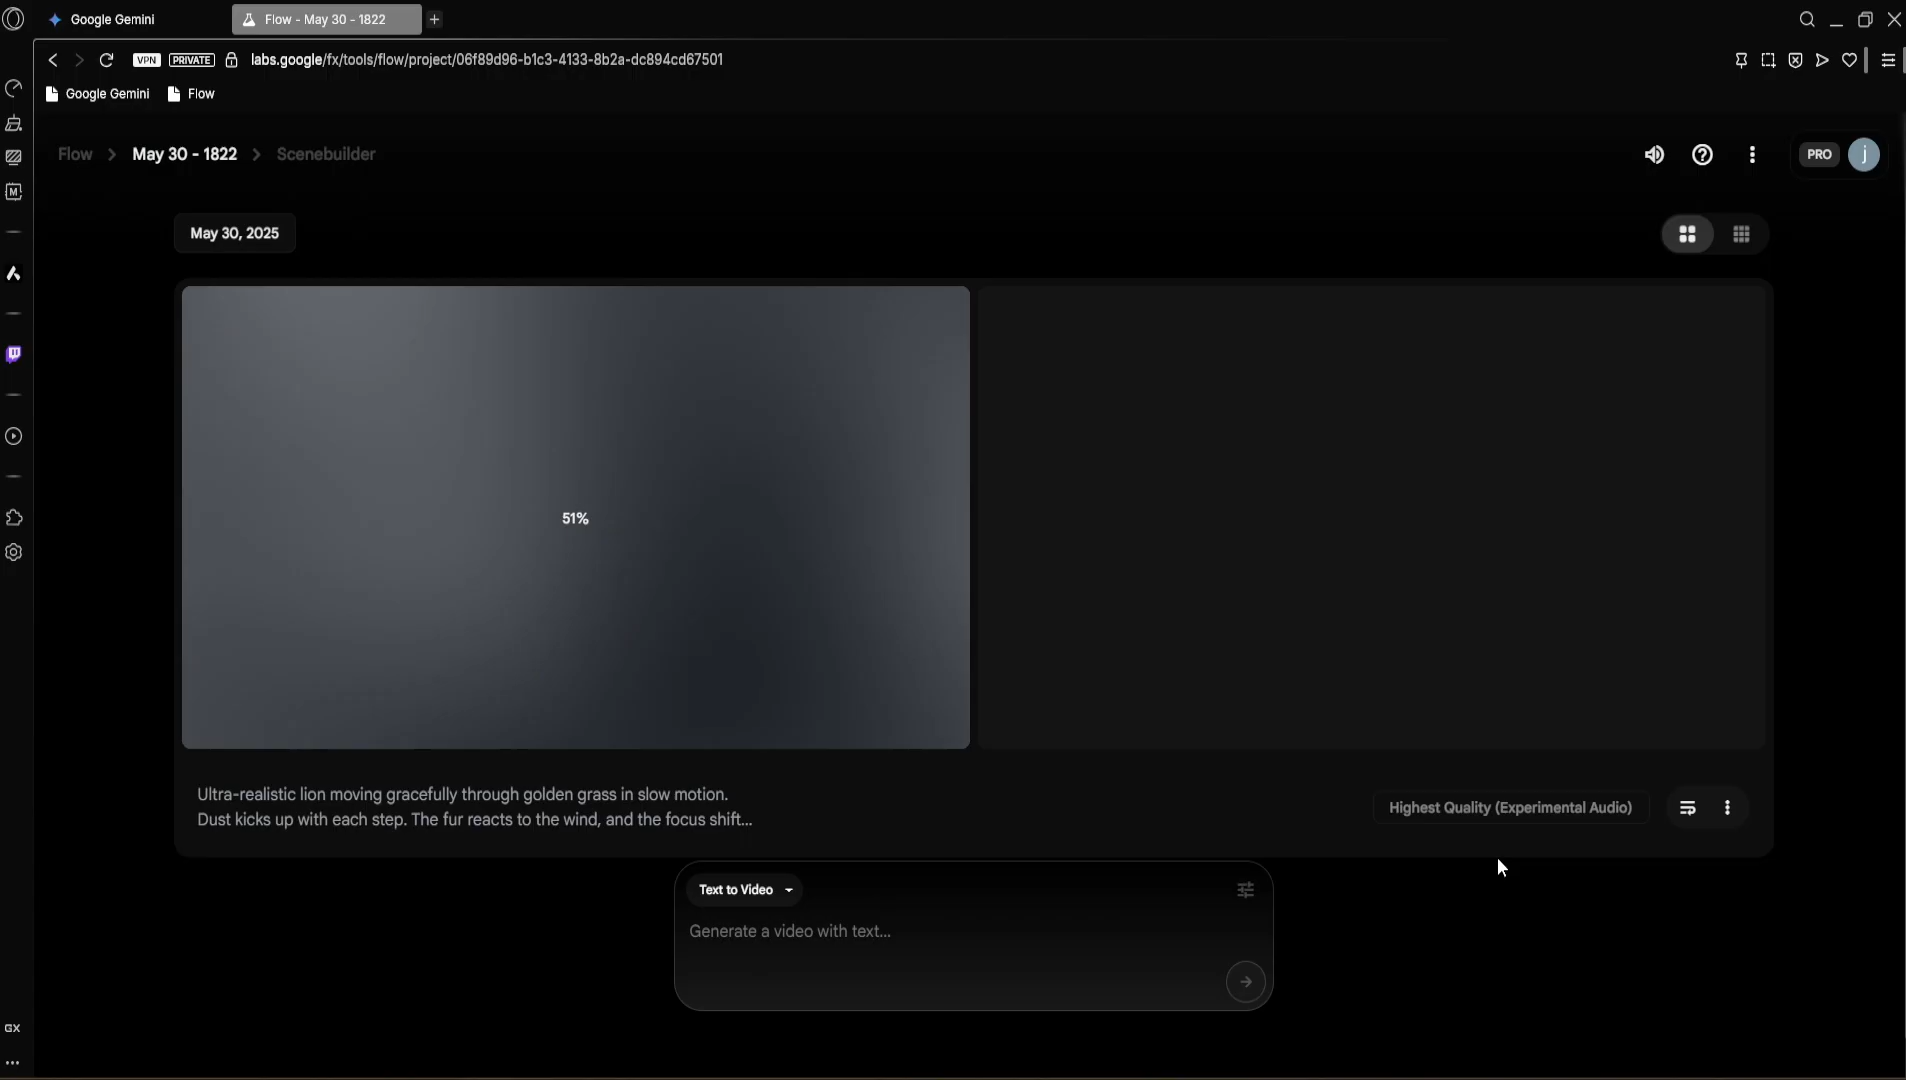 Google Gemini
Flow - May 30 - 1822
VPN PRIVATE labs.google/fx/tools/flow/project/06f89d96-b1c3-4133-8b2a-dc894cd67501
Google Gemini Flow
Flow May 30 - 1822 Scenebuilder
PRO j
May 30, 2025
M
51%
Ultra-realistic lion moving gracefully through golden grass in slow motion.
Dust kicks up with each step. The fur reacts to the wind, and the focus shift...
Highest Quality (Experimental Audio)
Text to Video
Generate a video with text...
GX